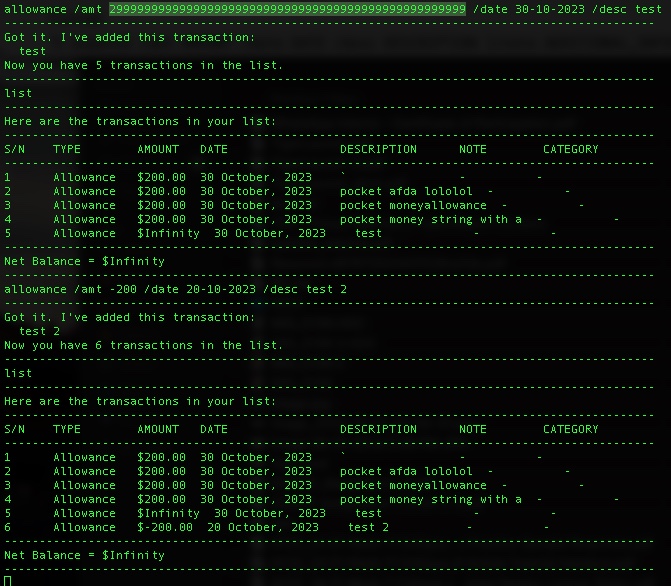 allowance /amt 299999999999999999999999999999999999999999999999999 /date 30-10-2023 /desc test
Got it. I've added this transaction:
test
Now you have 5 transactions in the list.
list
Here are the transactions in your list:
S/N TYPE AMOUNT DATE DESCRIPTION NOTE CATEGORY
1 Allowance $200.00 30 October, 2023 ` - -
2 Allowance $200.00 30 October, 2023 pocket afda lololol - -
3 Allowance $200.00 30 October, 2023 pocket moneyallowance - -
4 Allowance $200.00 30 October, 2023 pocket money string with a - -
5 Allowance $Infinity 30 October, 2023 test - -
Net Balance = $Infinity
allowance /amt -200 /date 20-10-2023 /desc test 2
Got it. I've added this transaction:
test 2
Now you have 6 transactions in the list.
list
Here are the transactions in your list:
S/N TYPE AMOUNT DATE DESCRIPTION NOTE CATEGORY
1 Allowance $200.00 30 October, 2023 ` - -
2 Allowance $200.00 30 October, 2023 pocket afda lololol - -
3 Allowance $200.00 30 October, 2023 pocket moneyallowance - -
4 Allowance $200.00 30 October, 2023 pocket money string with a - -
5 Allowance $Infinity 30 October, 2023 test - -
6 Allowance $-200.00 20 October, 2023 test 2 - -
Net Balance = $Infinity